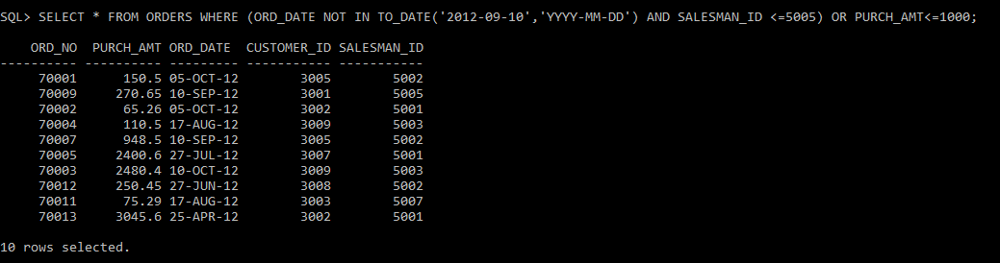 SQL> SELECT * FROM ORDERS WHERE (ORD_DATE NOT IN TO_DATE('2012-09-10','YYYY-MM-DD') AND SALESMAN_ID <=5005) OR PURCH_AMT<=1000;
ORD_NO PURCH_AMT ORD_DATE CUSTOMER_ID SALESMAN_ID
---------- ---------- --------- ----------- -----------
70001 150.5 05-OCT-12 3005 5002
70009 270.65 10-SEP-12 3001 5005
70002 65.26 05-OCT-12 3002 5001
70004 110.5 17-AUG-12 3009 5003
70007 948.5 10-SEP-12 3005 5002
70005 2400.6 27-JUL-12 3007 5001
70003 2480.4 10-OCT-12 3009 5003
70012 250.45 27-JUN-12 3008 5002
70011 75.29 17-AUG-12 3003 5007
70013 3045.6 25-APR-12 3002 5001
10 rows selected.